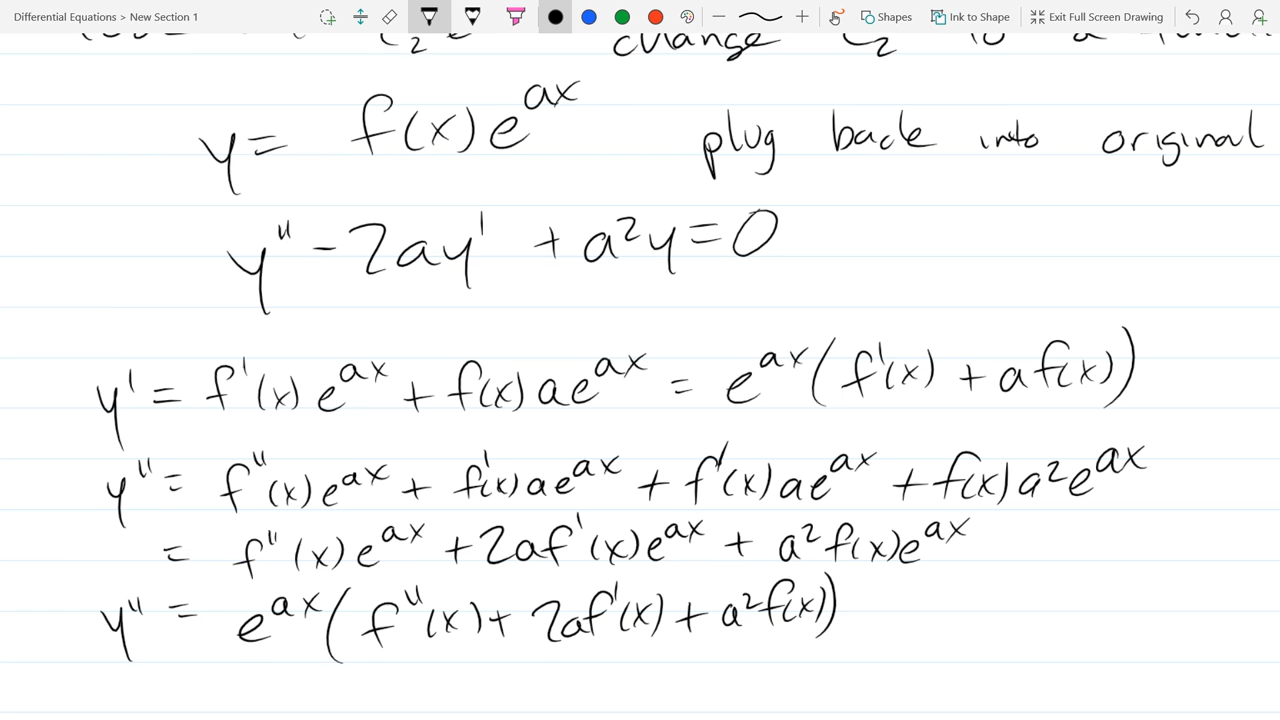 Differential Equations > New Section 1
Shapes
Ink to Shape
Exit Full Screen Drawing
change C₂ to a
y = f(x)e^{ax} plug back into original
y'' - 2ay' + a²y = 0
y' = f'(x)e^{ax} + f(x)ae^{ax} = e^{ax}(f'(x) + af(x))
y'' = f''(x)e^{ax} + f'(x)ae^{ax} + f'(x)ae^{ax} + f(x)a²e^{ax}
= f''(x)e^{ax} + 2af'(x)e^{ax} + a²f(x)e^{ax}
y'' = e^{ax}(f''(x) + 2af'(x) + a²f(x))